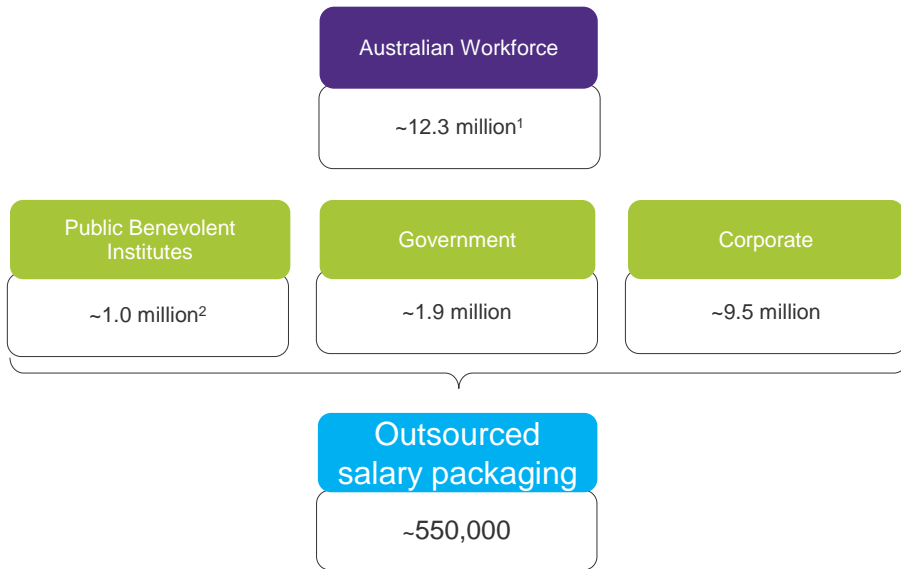 Australian Workforce
~12.3 million¹
Public Benevolent
Institutes
~1.0 million²
Government
~1.9 million
Corporate
~9.5 million
Outsourced
salary packaging
~550,000